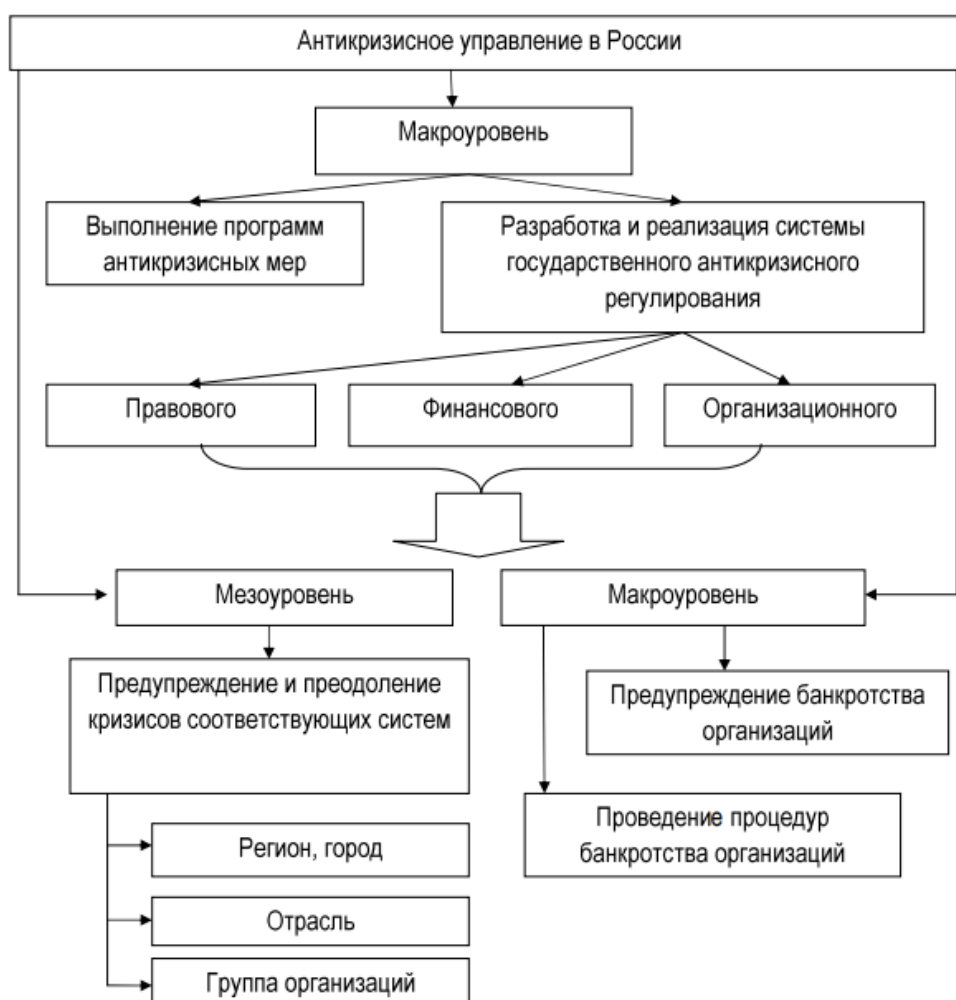 Антикризисное управление в России
Макроуровень
Выполнение программ
антикризисных мер
Разработка и реализация системы
государственного антикризисного
регулирования
Правового
Финансового
Организационного
Мезоуровень
Макроуровень
Предупреждение и преодоление
кризисов соответствующих систем
Предупреждение банкротства
организаций
Проведение процедур
банкротства организаций
Регион, город
Отрасль
Группа организаций